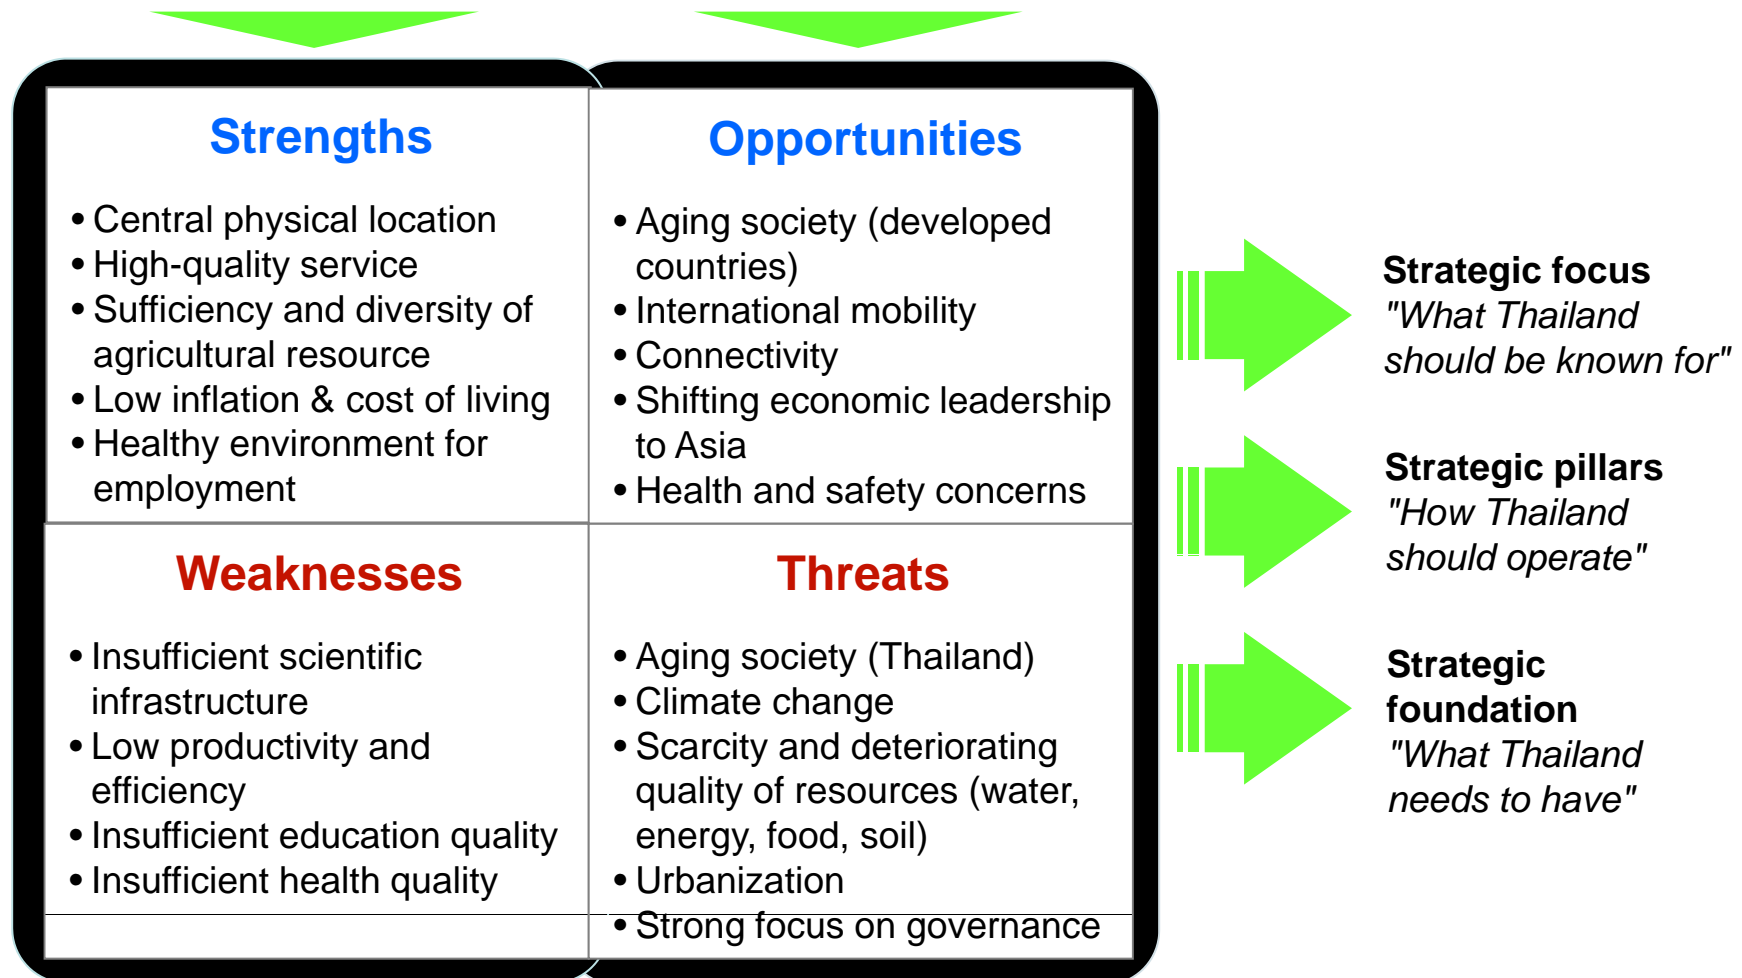 Strengths
• Central physical location
• High-quality service
• Sufficiency and diversity of
agricultural resource
• Low inflation & cost of living
• Healthy environment for
employment
Opportunities
• Aging society (developed
countries)
• International mobility
• Connectivity
• Shifting economic leadership
to Asia
• Health and safety concerns
Weaknesses
• Insufficient scientific
infrastructure
• Low productivity and
efficiency
• Insufficient education quality
• Insufficient health quality
Threats
• Aging society (Thailand)
• Climate change
• Scarcity and deteriorating
quality of resources (water,
energy, food, soil)
• Urbanization
• Strong focus on governance
Strategic focus
"What Thailand
should be known for"
Strategic pillars
"How Thailand
should operate"
Strategic
foundation
"What Thailand
needs to have"